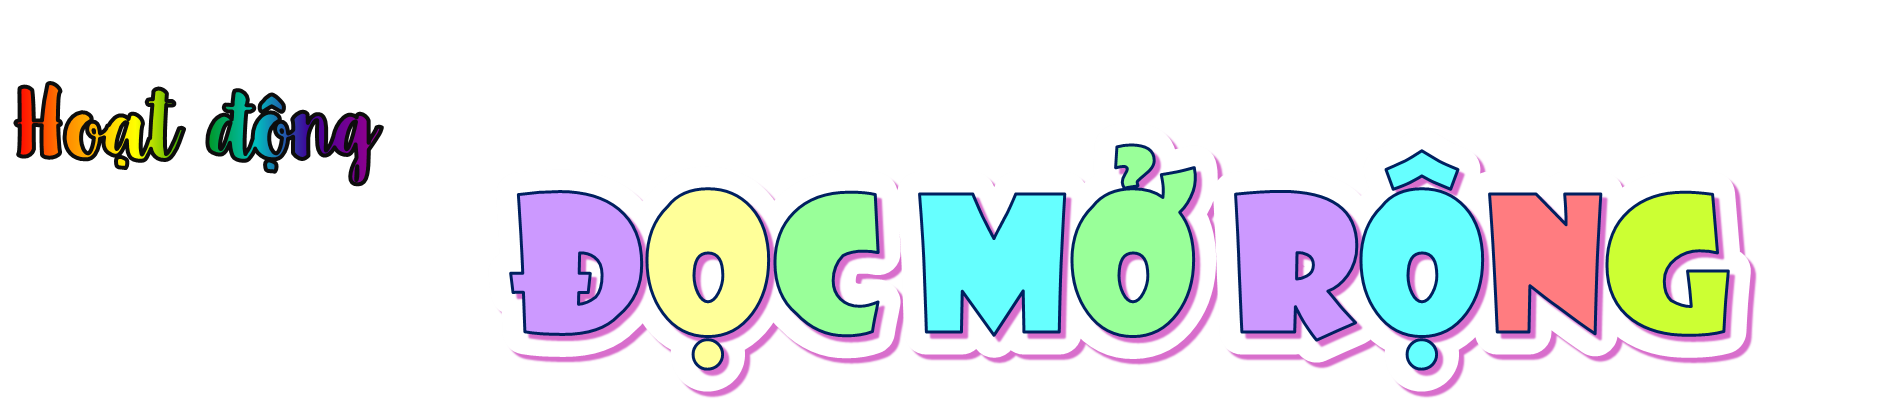 Hoạt động
ĐỌC MỞ RỘNG